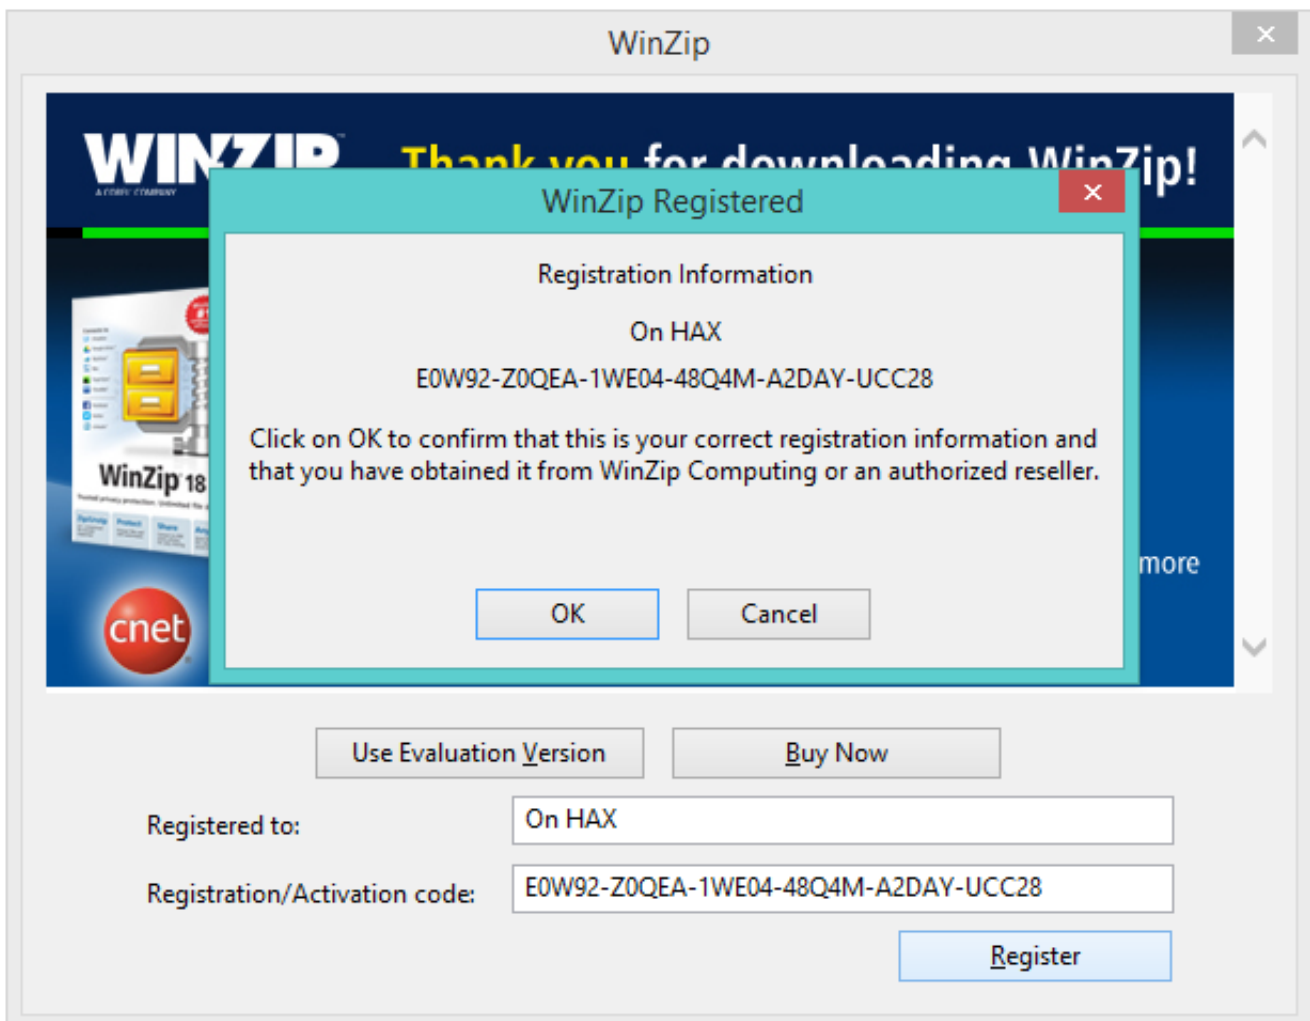 WinZip
WINZIP
A COREL COMPANY
Thank you for downloading WinZip!
WinZip Registered
Registration Information
On HAX
E0W92-Z0QEA-1WE04-48Q4M-A2DAY-UCC28
Click on OK to confirm that this is your correct registration information and
that you have obtained it from WinZip Computing or an authorized reseller.
WinZip 18
more
OK
Cancel
cnet
Use Evaluation Version
Buy Now
Registered to:
On HAX
Registration/Activation code:
E0W92-Z0QEA-1WE04-48Q4M-A2DAY-UCC28
Register